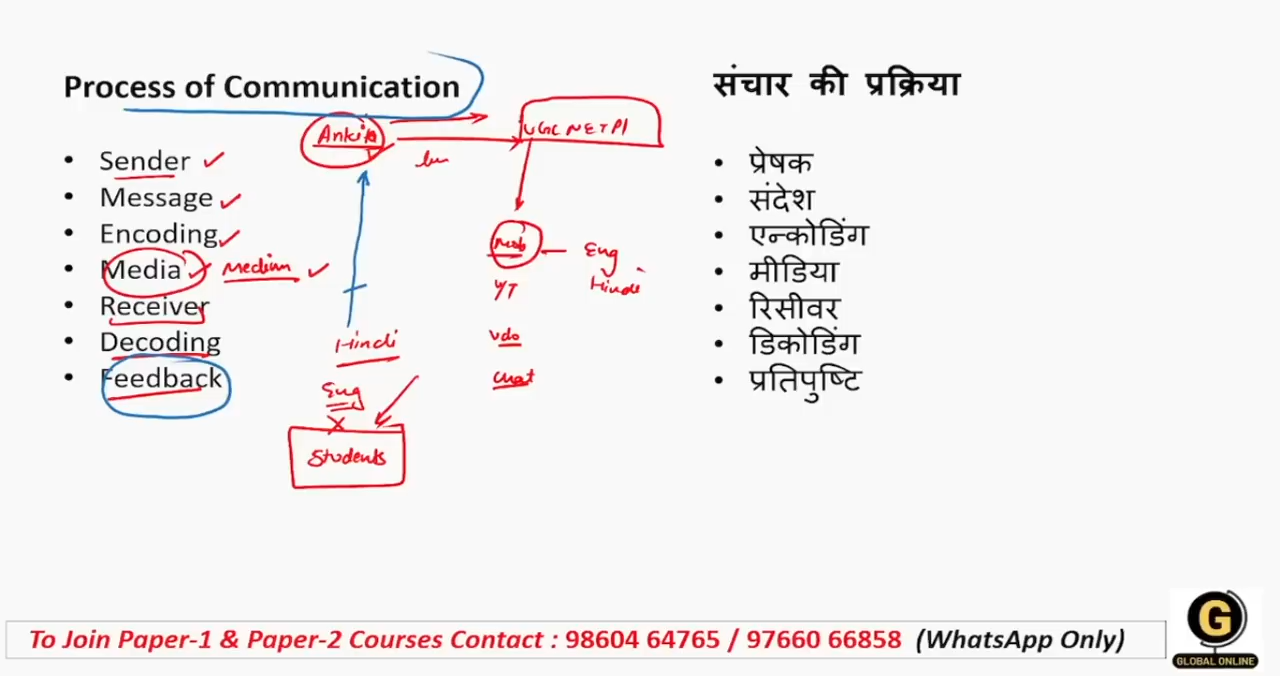 Process of Communication
Ankita
UGC NET P1
• Sender
• Message
• Encoding
• Media Medium
• Receiver
• Decoding
• Feedback
Eng
Hindi
Y/T
Vdo
Chat
Hindi
Eng
Students
संचार की प्रक्रिया
• प्रेषक
• संदेश
• एन्कोडिंग
• मीडिया
• रिसीवर
• डिकोडिंग
• प्रतिपुष्टि
To Join Paper-1 & Paper-2 Courses Contact : 98604 64765 / 97660 66858 (WhatsApp Only)
G
GLOBAL ONLINE